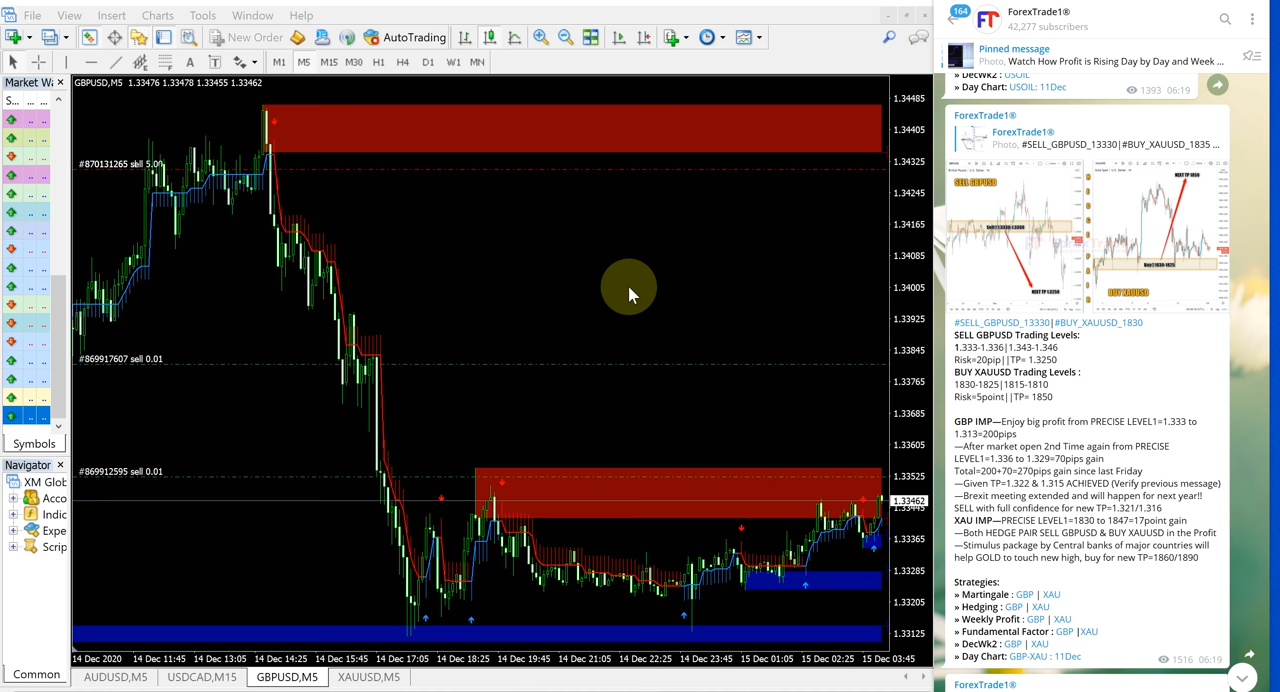 File View Insert Charts Tools Window Help
New Order AutoTrading
A T M1 M5 M15 M30 H1 H4 D1 W1 MN
Market Wa
S... ... ...
Symbols
Navigator
XM Glob
Acco
Indic
Expe
Scrip
Common
GBPUSD,M5 1.33476 1.33478 1.33455 1.33462
#870131265 sell 5.00
#869917607 sell 0.01
#869912595 sell 0.01
1.34485
1.34405
1.34325
1.34245
1.34165
1.34085
1.34005
1.33925
1.33845
1.33765
1.33685
1.33605
1.33525
1.33462
1.33445
1.33365
1.33285
1.33205
1.33125
14 Dec 2020 14 Dec 11:45 14 Dec 13:05 14 Dec 14:25 14 Dec 15:45 14 Dec 17:05 14 Dec 18:25 14 Dec 19:45 14 Dec 21:05 14 Dec 22:25 14 Dec 23:45 15 Dec 01:05 15 Dec 02:25 15 Dec 03:45
AUDUSD,M5 USDCAD,M15 GBPUSD,M5 XAUUSD,M5
164
FT
ForexTrade1®
42,277 subscribers
Pinned message
Photo, Watch How Profit is Rising Day by Day and Week ...
» DecWk2 : USOIL
» Day Chart: USOIL: 11Dec
1393 06:19
ForexTrade1®
ForexTrade1®
Photo, #SELL_GBPUSD_13330|#BUY_XAUUSD_1835 ...
SELL GBPUSD
NEXT TP 1.3250
NEXT TP 1850
BUY XAUUSD
#SELL_GBPUSD_13330|#BUY_XAUUSD_1830
SELL GBPUSD Trading Levels:
1.333-1.336|1.343-1.346
Risk=20pip||TP= 1.3250
BUY XAUUSD Trading Levels :
1830-1825|1815-1810
Risk=5point||TP= 1850
GBP IMP—Enjoy big profit from PRECISE LEVEL1=1.333 to
1.313=200pips
—After market open 2nd Time again from PRECISE
LEVEL1=1.336 to 1.329=70pips gain
Total=200+70=270pips gain since last Friday
—Given TP=1.322 & 1.315 ACHIEVED (Verify previous message)
—Brexit meeting extended and will happen for next year!!
SELL with full confidence for new TP=1.321/1.316
XAU IMP—PRECISE LEVEL1=1830 to 1847=17point gain
—Both HEDGE PAIR SELL GBPUSD & BUY XAUUSD in the Profit
—Stimulus package by Central banks of major countries will
help GOLD to touch new high, buy for new TP=1860/1890
Strategies:
» Martingale : GBP | XAU
» Hedging : GBP | XAU
» Weekly Profit : GBP | XAU
» Fundamental Factor : GBP |XAU
» DecWk2 : GBP | XAU
» Day Chart: GBP-XAU : 11Dec
1516 06:19
ForexTrade1®